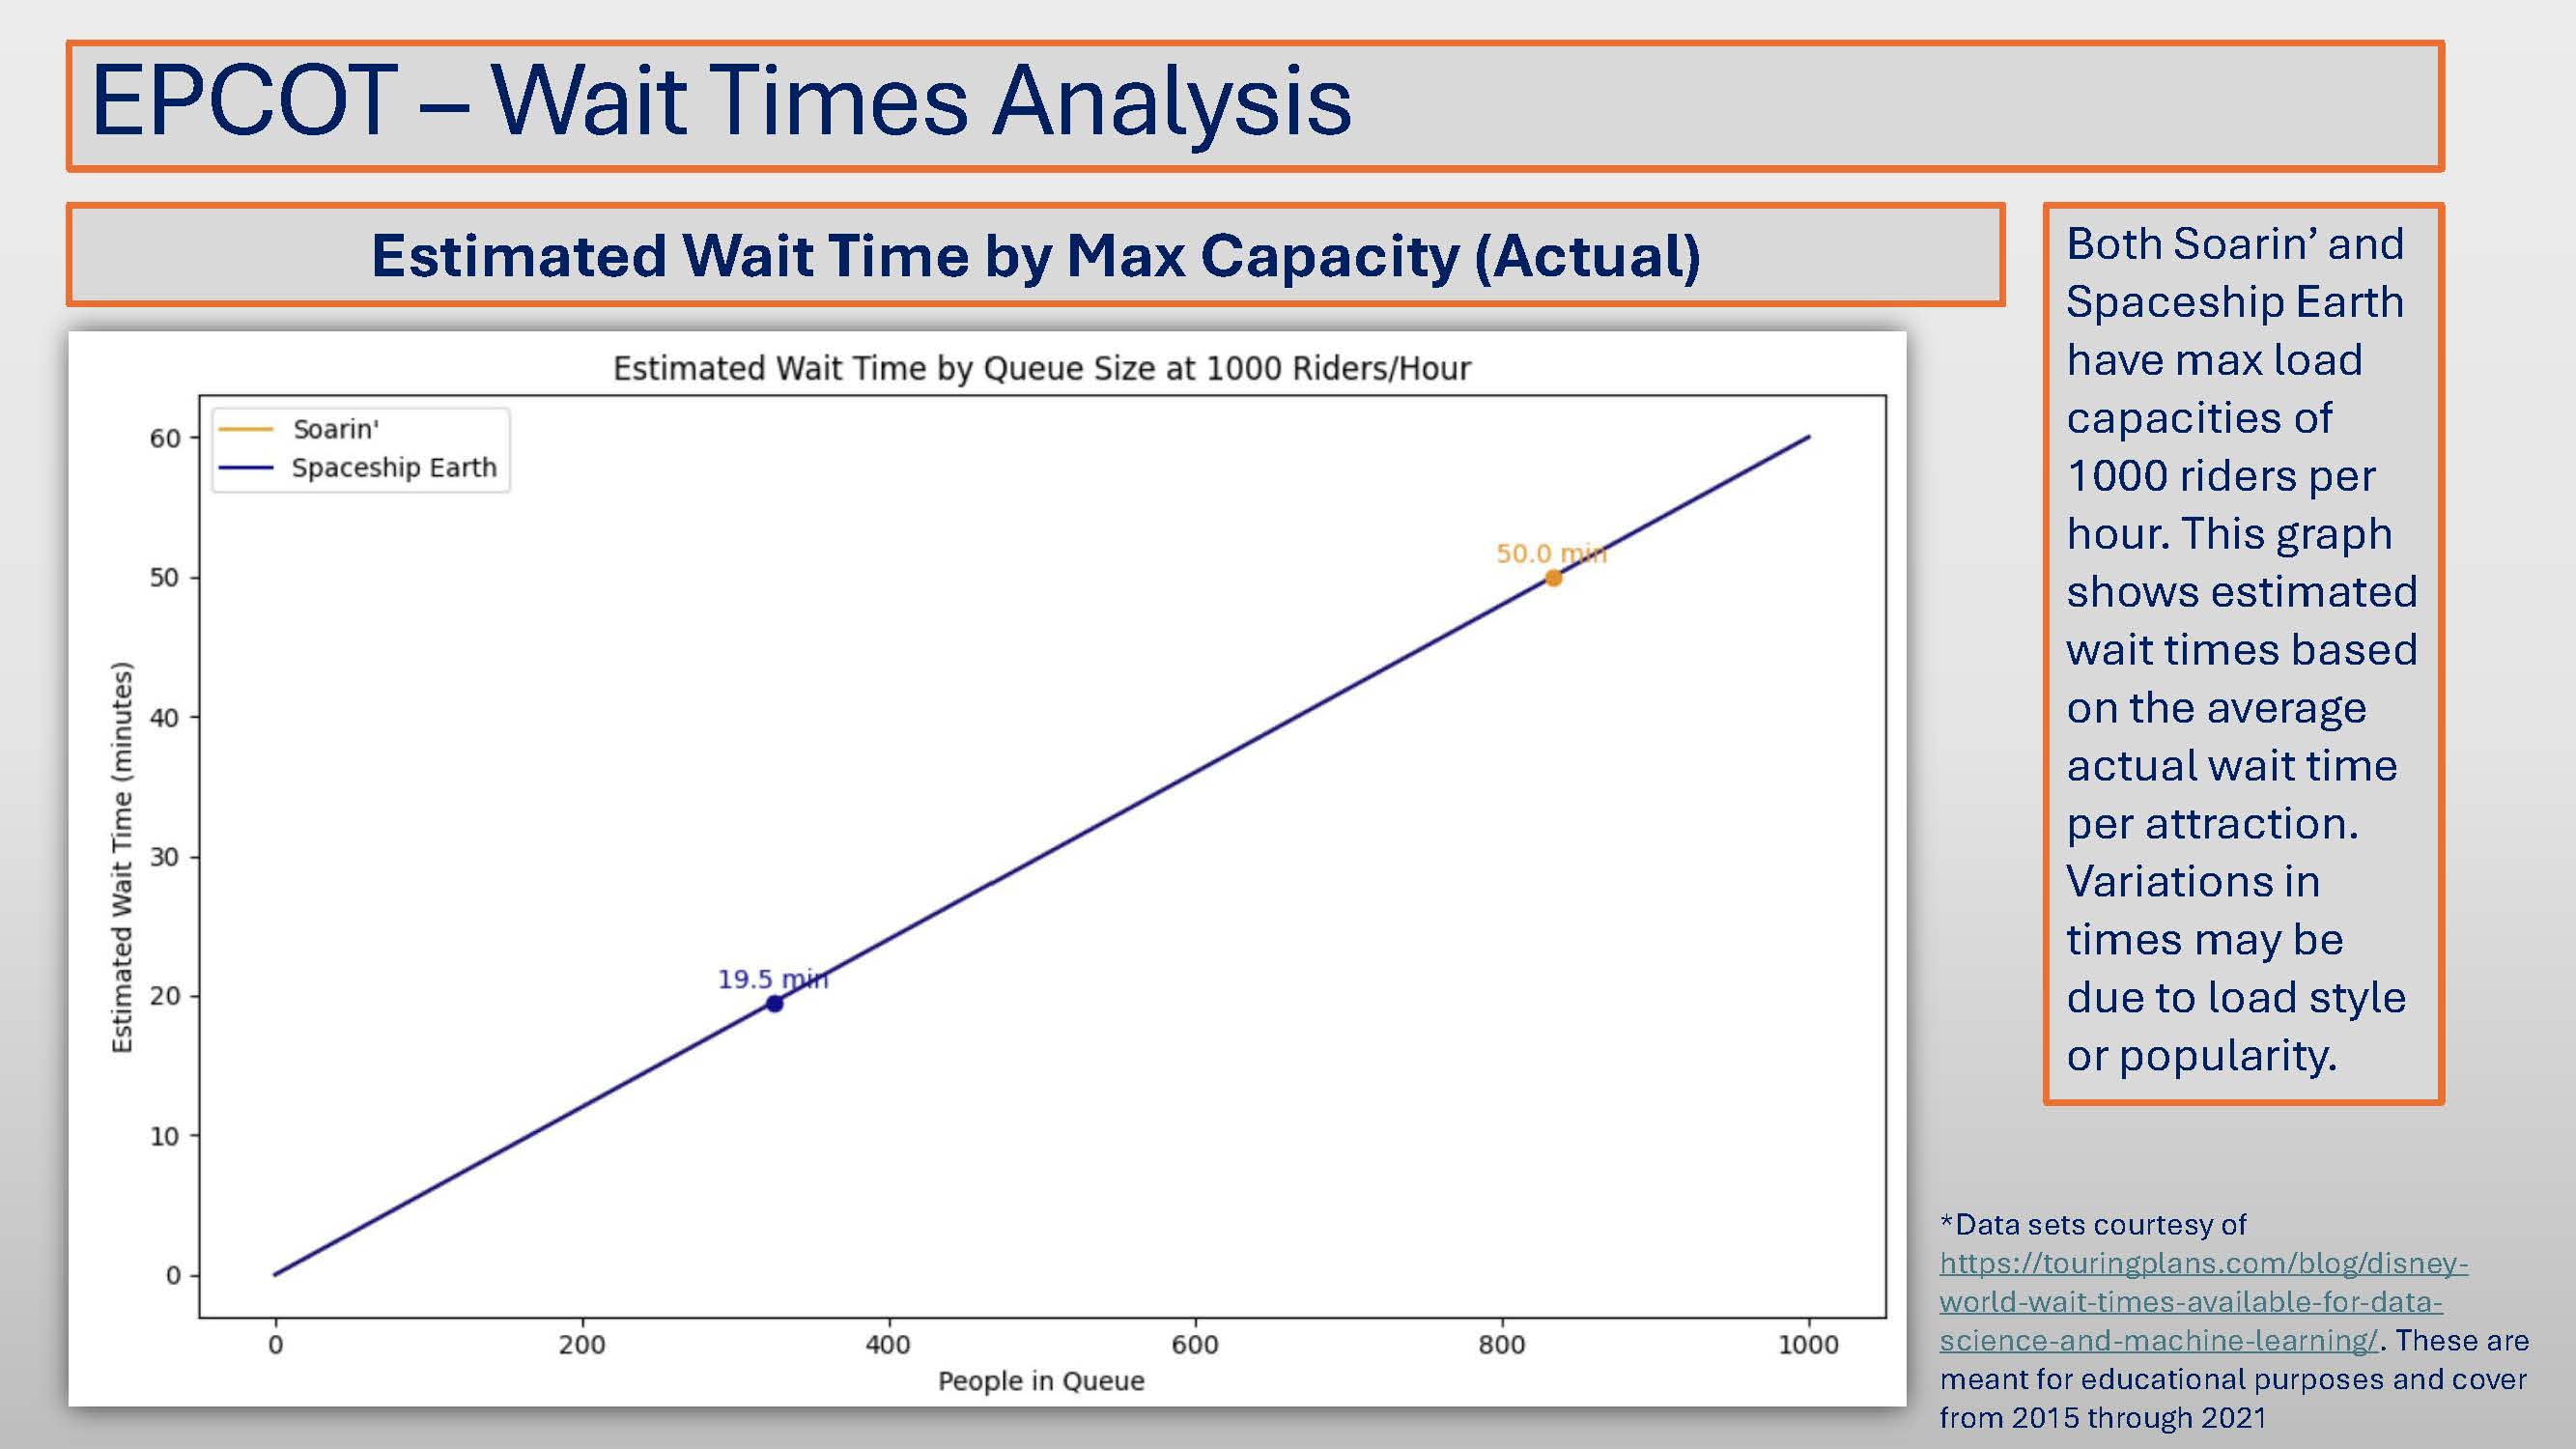 EPCOT – Wait Times Analysis
Estimated Wait Time by Max Capacity (Actual)
Estimated Wait Time by Queue Size at 1000 Riders/Hour
Soarin'
Spaceship Earth
60
50
40
30
20
10
0
Estimated Wait Time (minutes)
50.0 min
19.5 min
0
200
400
600
800
1000
People in Queue
Both Soarin’ and
Spaceship Earth
have max load
capacities of
1000 riders per
hour. This graph
shows estimated
wait times based
on the average
actual wait time
per attraction.
Variations in
times may be
due to load style
or popularity.
*Data sets courtesy of
https://touringplans.com/blog/disney-
world-wait-times-available-for-data-
science-and-machine-learning/. These are
meant for educational purposes and cover
from 2015 through 2021